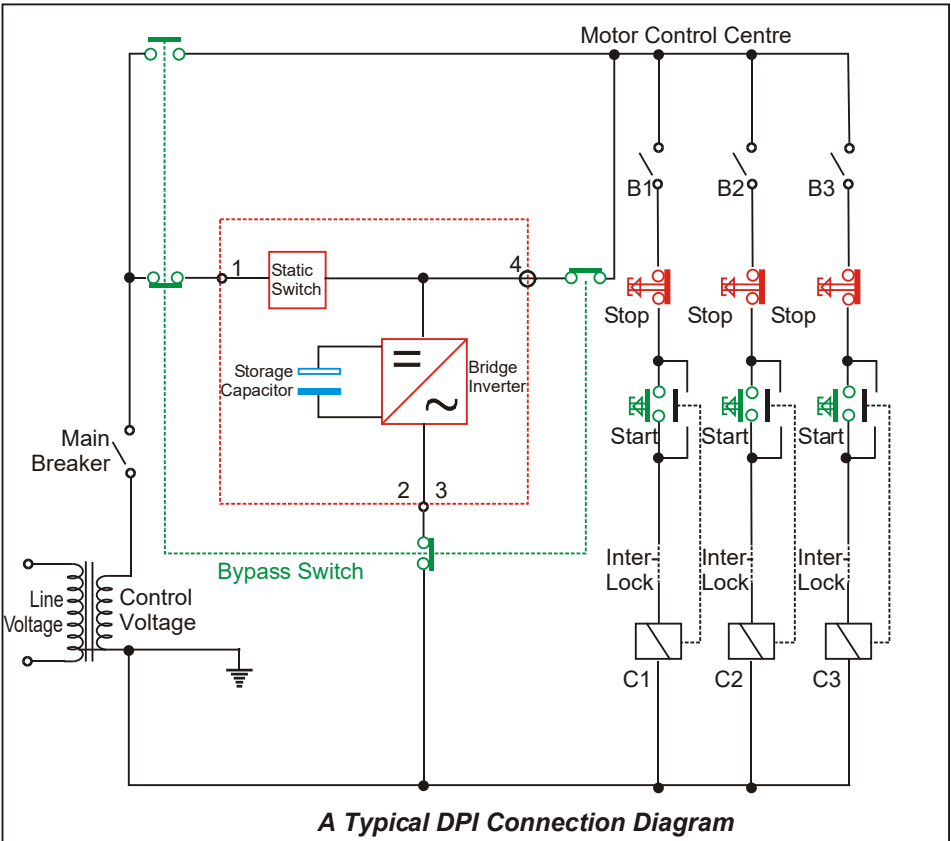 Motor Control Centre
B1
B2
B3
1
Static
Switch
4
Stop
Stop
Stop
Storage
Capacitor
Bridge
Inverter
Start
Start
Start
Main
Breaker
2 3
Bypass Switch
Inter-
Lock
Inter-
Lock
Inter-
Lock
Line
Voltage
Control
Voltage
C1
C2
C3
A Typical DPI Connection Diagram